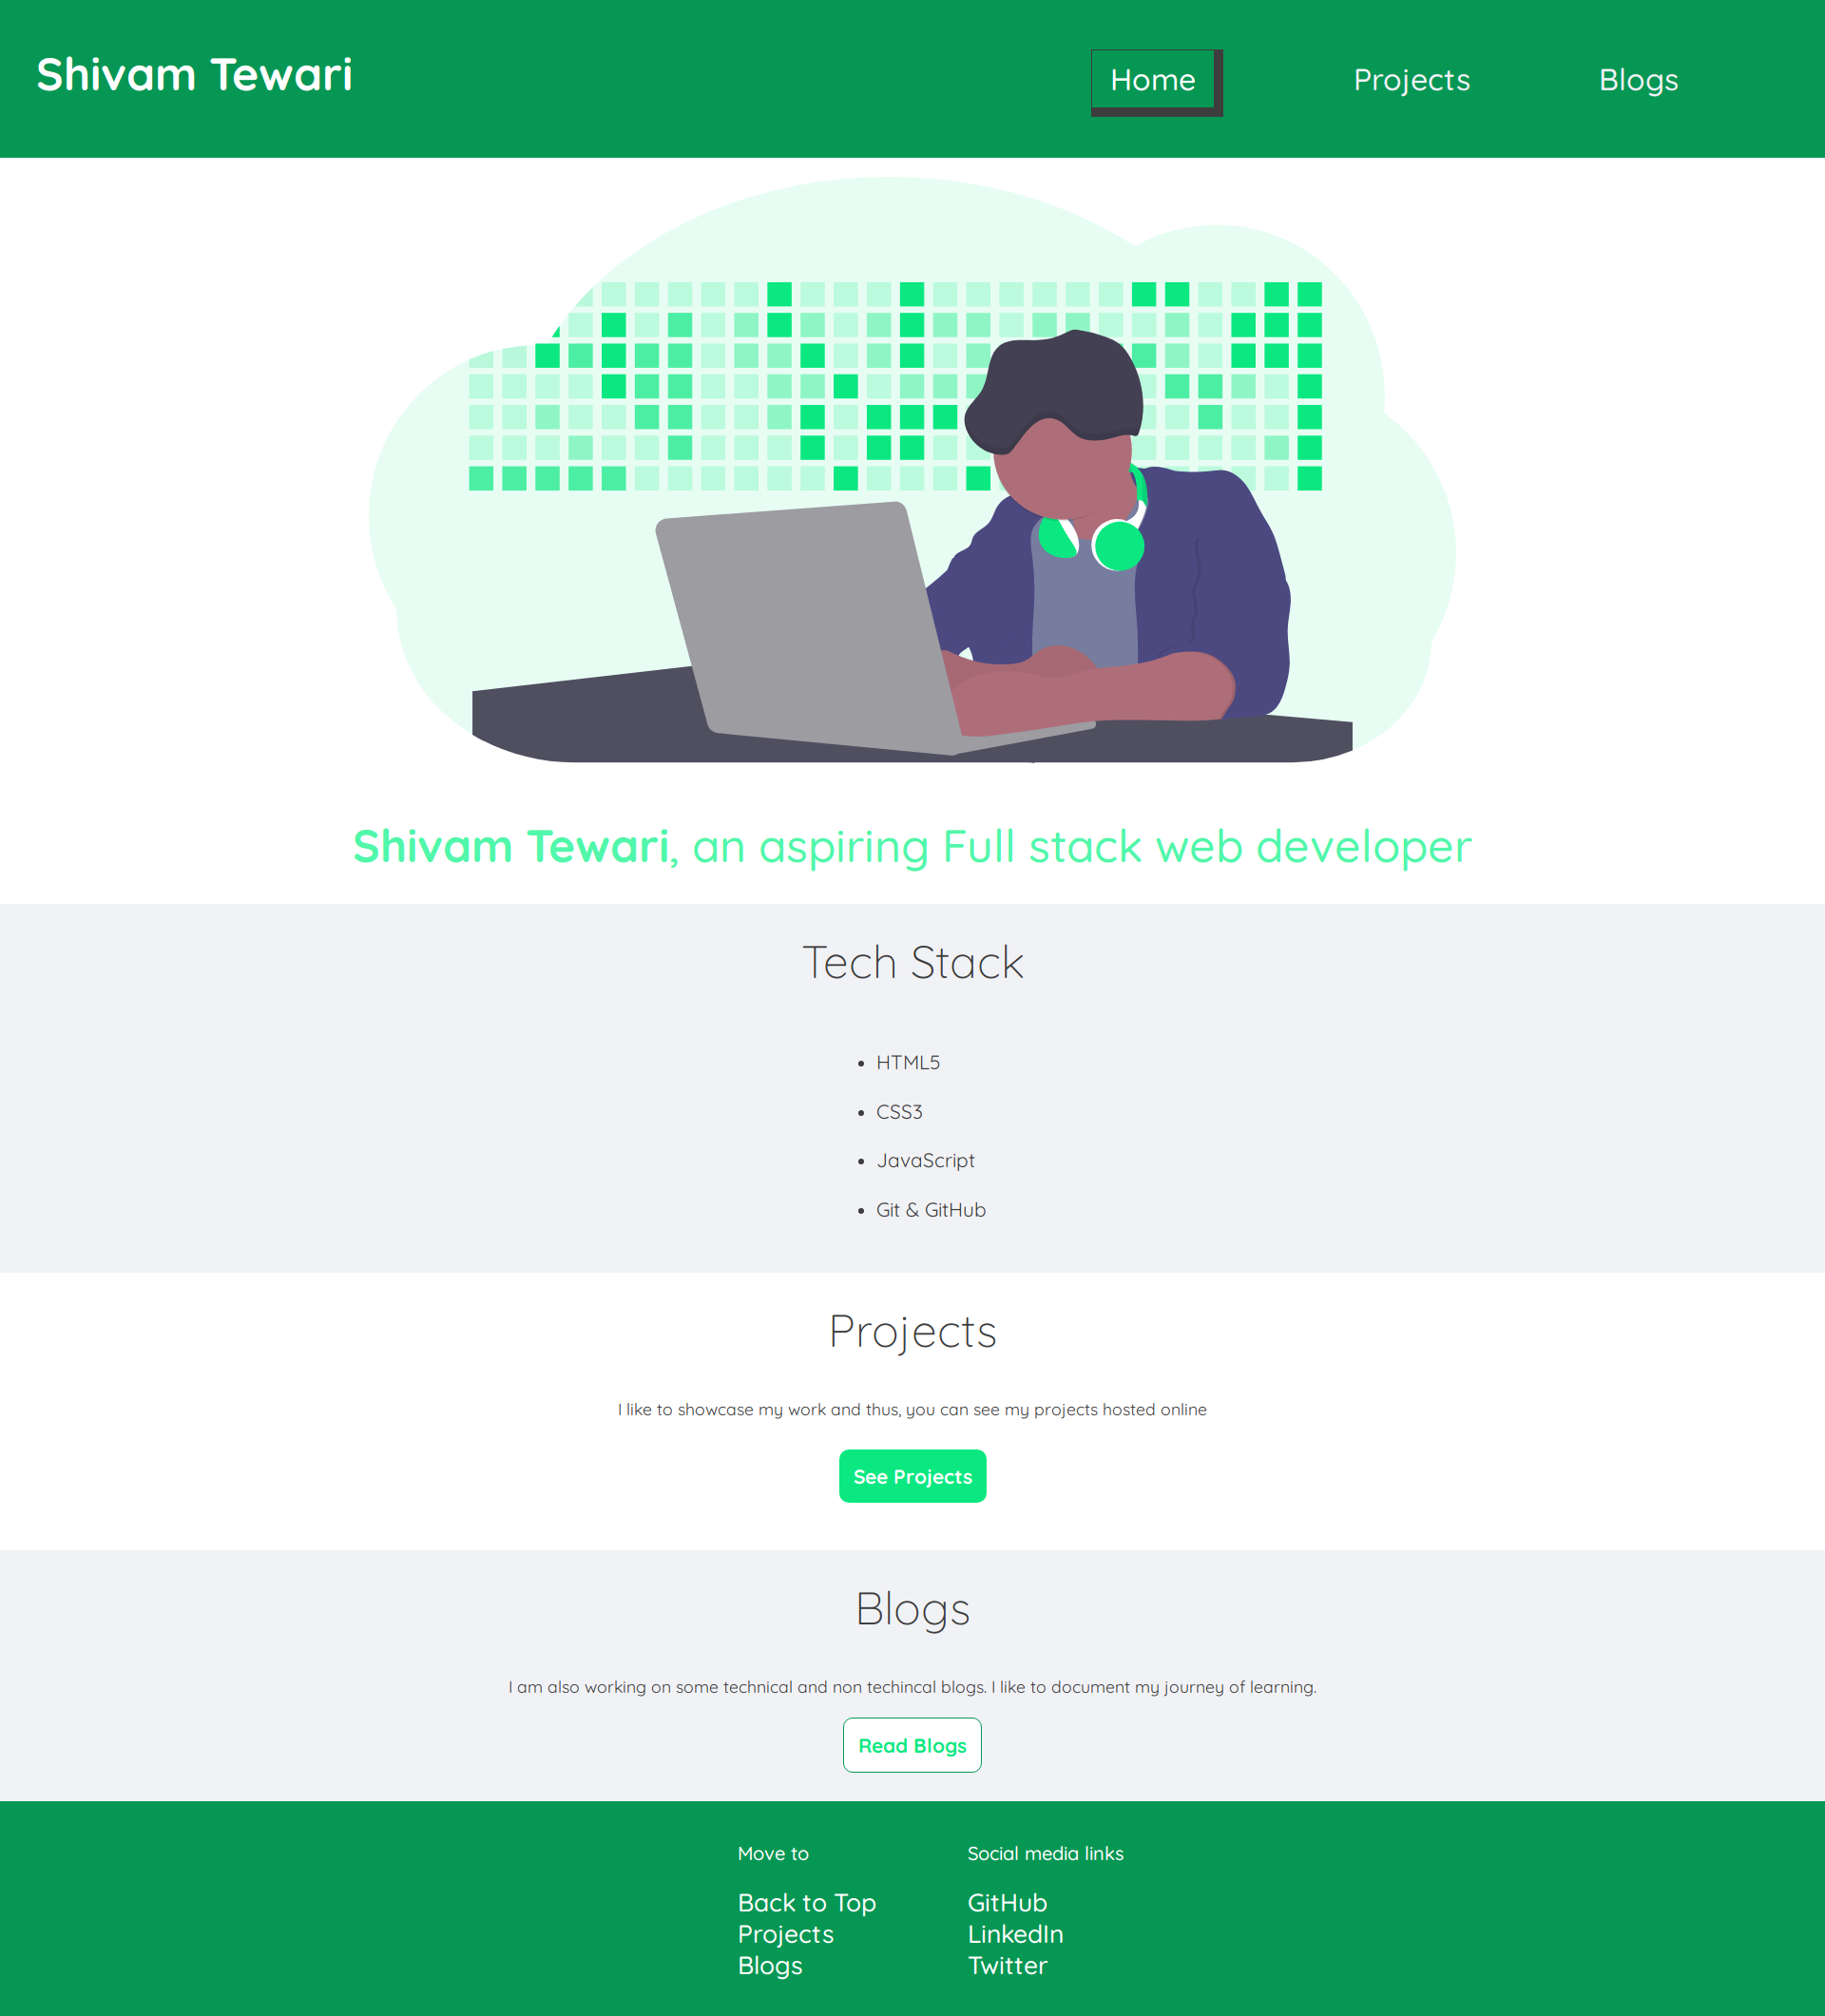 Shivam Tewari
Home
Projects
Blogs
Shivam Tewari, an aspiring Full stack web developer
Tech Stack
• HTML5
• CSS3
• JavaScript
• Git & GitHub
Projects
I like to showcase my work and thus, you can see my projects hosted online
See Projects
Blogs
I am also working on some technical and non techincal blogs. I like to document my journey of learning.
Read Blogs
Move to
Back to Top
Projects
Blogs
Social media links
GitHub
LinkedIn
Twitter